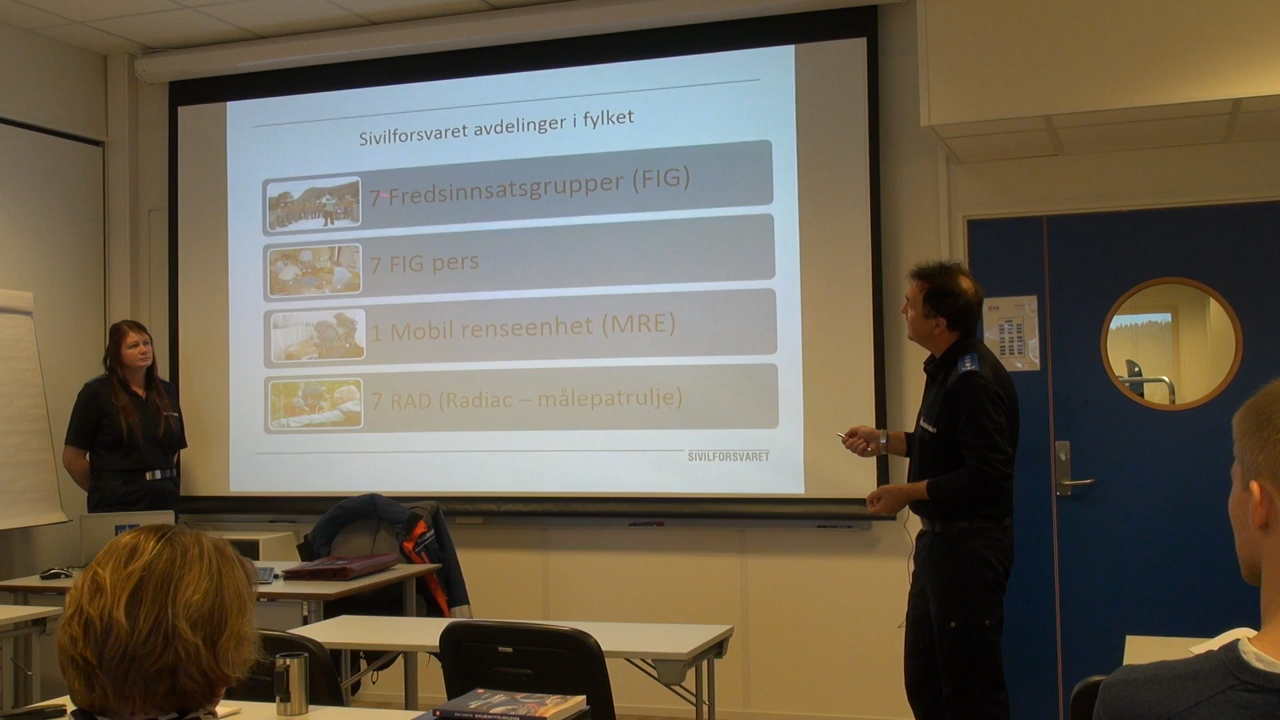 Sivilforsvaret avdelinger i fylket
7 Fredsinnsatsgrupper (FIG)
7 FIG pers
1 Mobil renseenhet (MRE)
7 RAD (Radiac – målepatrulje)
SIVILFORSVARET